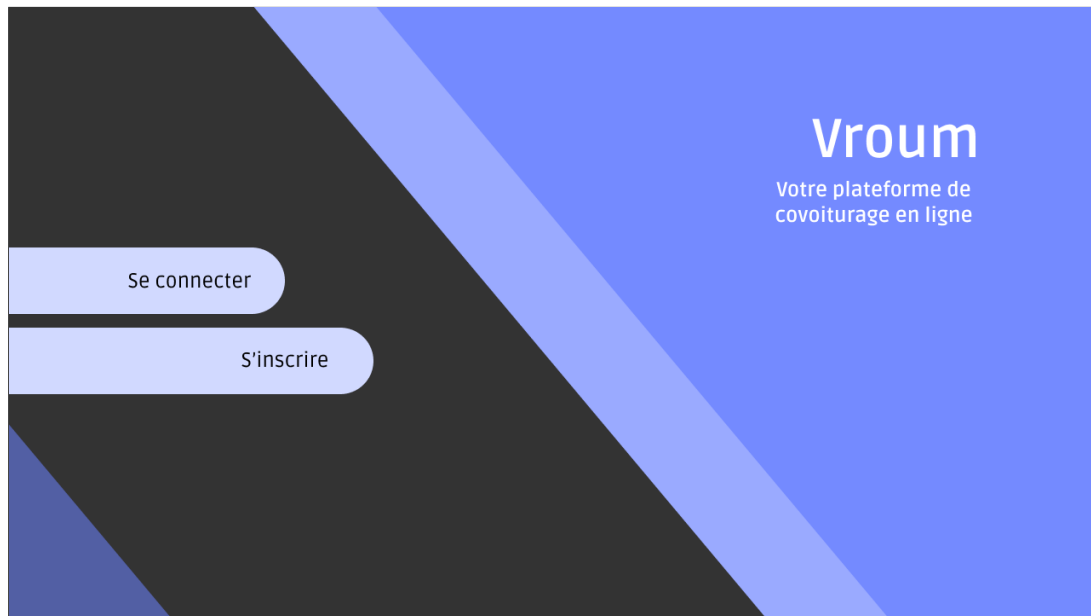 Vroum
Votre plateforme de
covoiturage en ligne
Se connecter
S'inscrire